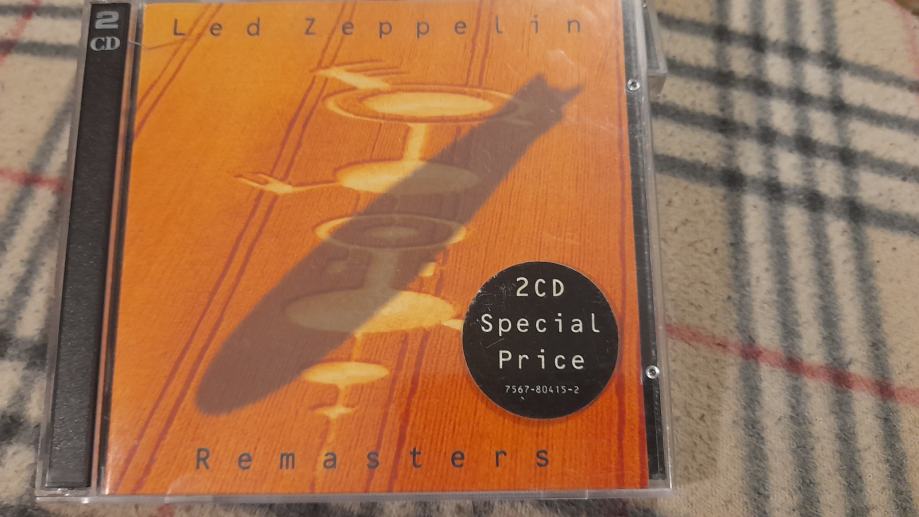 2
CD
Led Zeppelin
2CD
Special
Price
7567-80415-2
Remasters